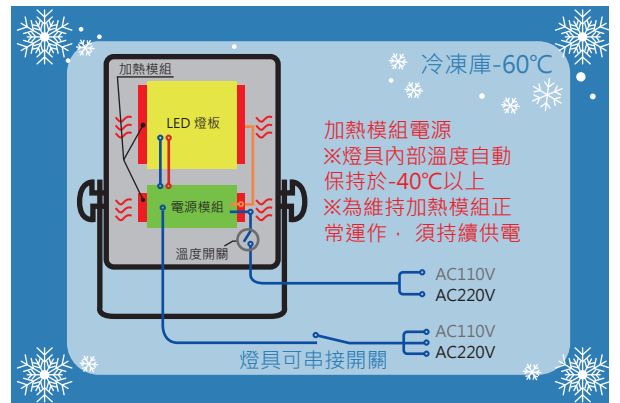 冷凍庫-60℃
加熱模組
LED 燈板
電源模組
溫度開關
加熱模組電源
※燈具內部溫度自動
保持於-40℃以上
※為維持加熱模組正
常運作﹐須持續供電
AC110V
AC220V
AC110V
AC220V
燈具可串接開關